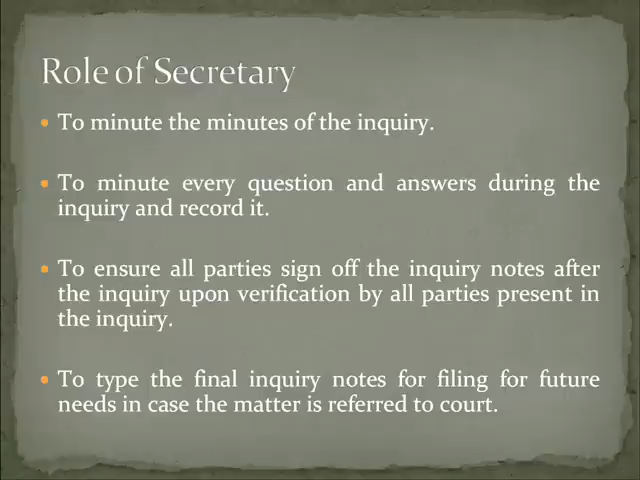 Role of Secretary
• To minute the minutes of the inquiry.
• To minute every question and answers during the
inquiry and record it.
• To ensure all parties sign off the inquiry notes after
the inquiry upon verification by all parties present in
the inquiry.
• To type the final inquiry notes for filing for future
needs in case the matter is referred to court.